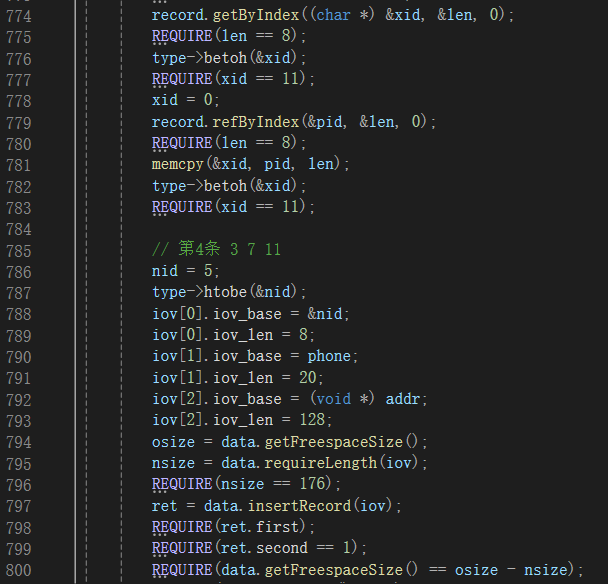 774 record.getByIndex((char *) &xid, &len, 0);
775 REQUIRE(len == 8);
776 type->betoh(&xid);
777 REQUIRE(xid == 11);
778 xid = 0;
779 record.refByIndex(&pid, &len, 0);
780 REQUIRE(len == 8);
781 memcpy(&xid, pid, len);
782 type->betoh(&xid);
783 REQUIRE(xid == 11);
784
785 // 第4条 3 7 11
786 nid = 5;
787 type->htobe(&nid);
788 iov[0].iov_base = &nid;
789 iov[0].iov_len = 8;
790 iov[1].iov_base = phone;
791 iov[1].iov_len = 20;
792 iov[2].iov_base = (void *) addr;
793 iov[2].iov_len = 128;
794 osize = data.getFreespaceSize();
795 nsize = data.requireLength(iov);
796 REQUIRE(nsize == 176);
797 ret = data.insertRecord(iov);
798 REQUIRE(ret.first);
799 REQUIRE(ret.second == 1);
800 REQUIRE(data.getFreespaceSize() == osize - nsize);